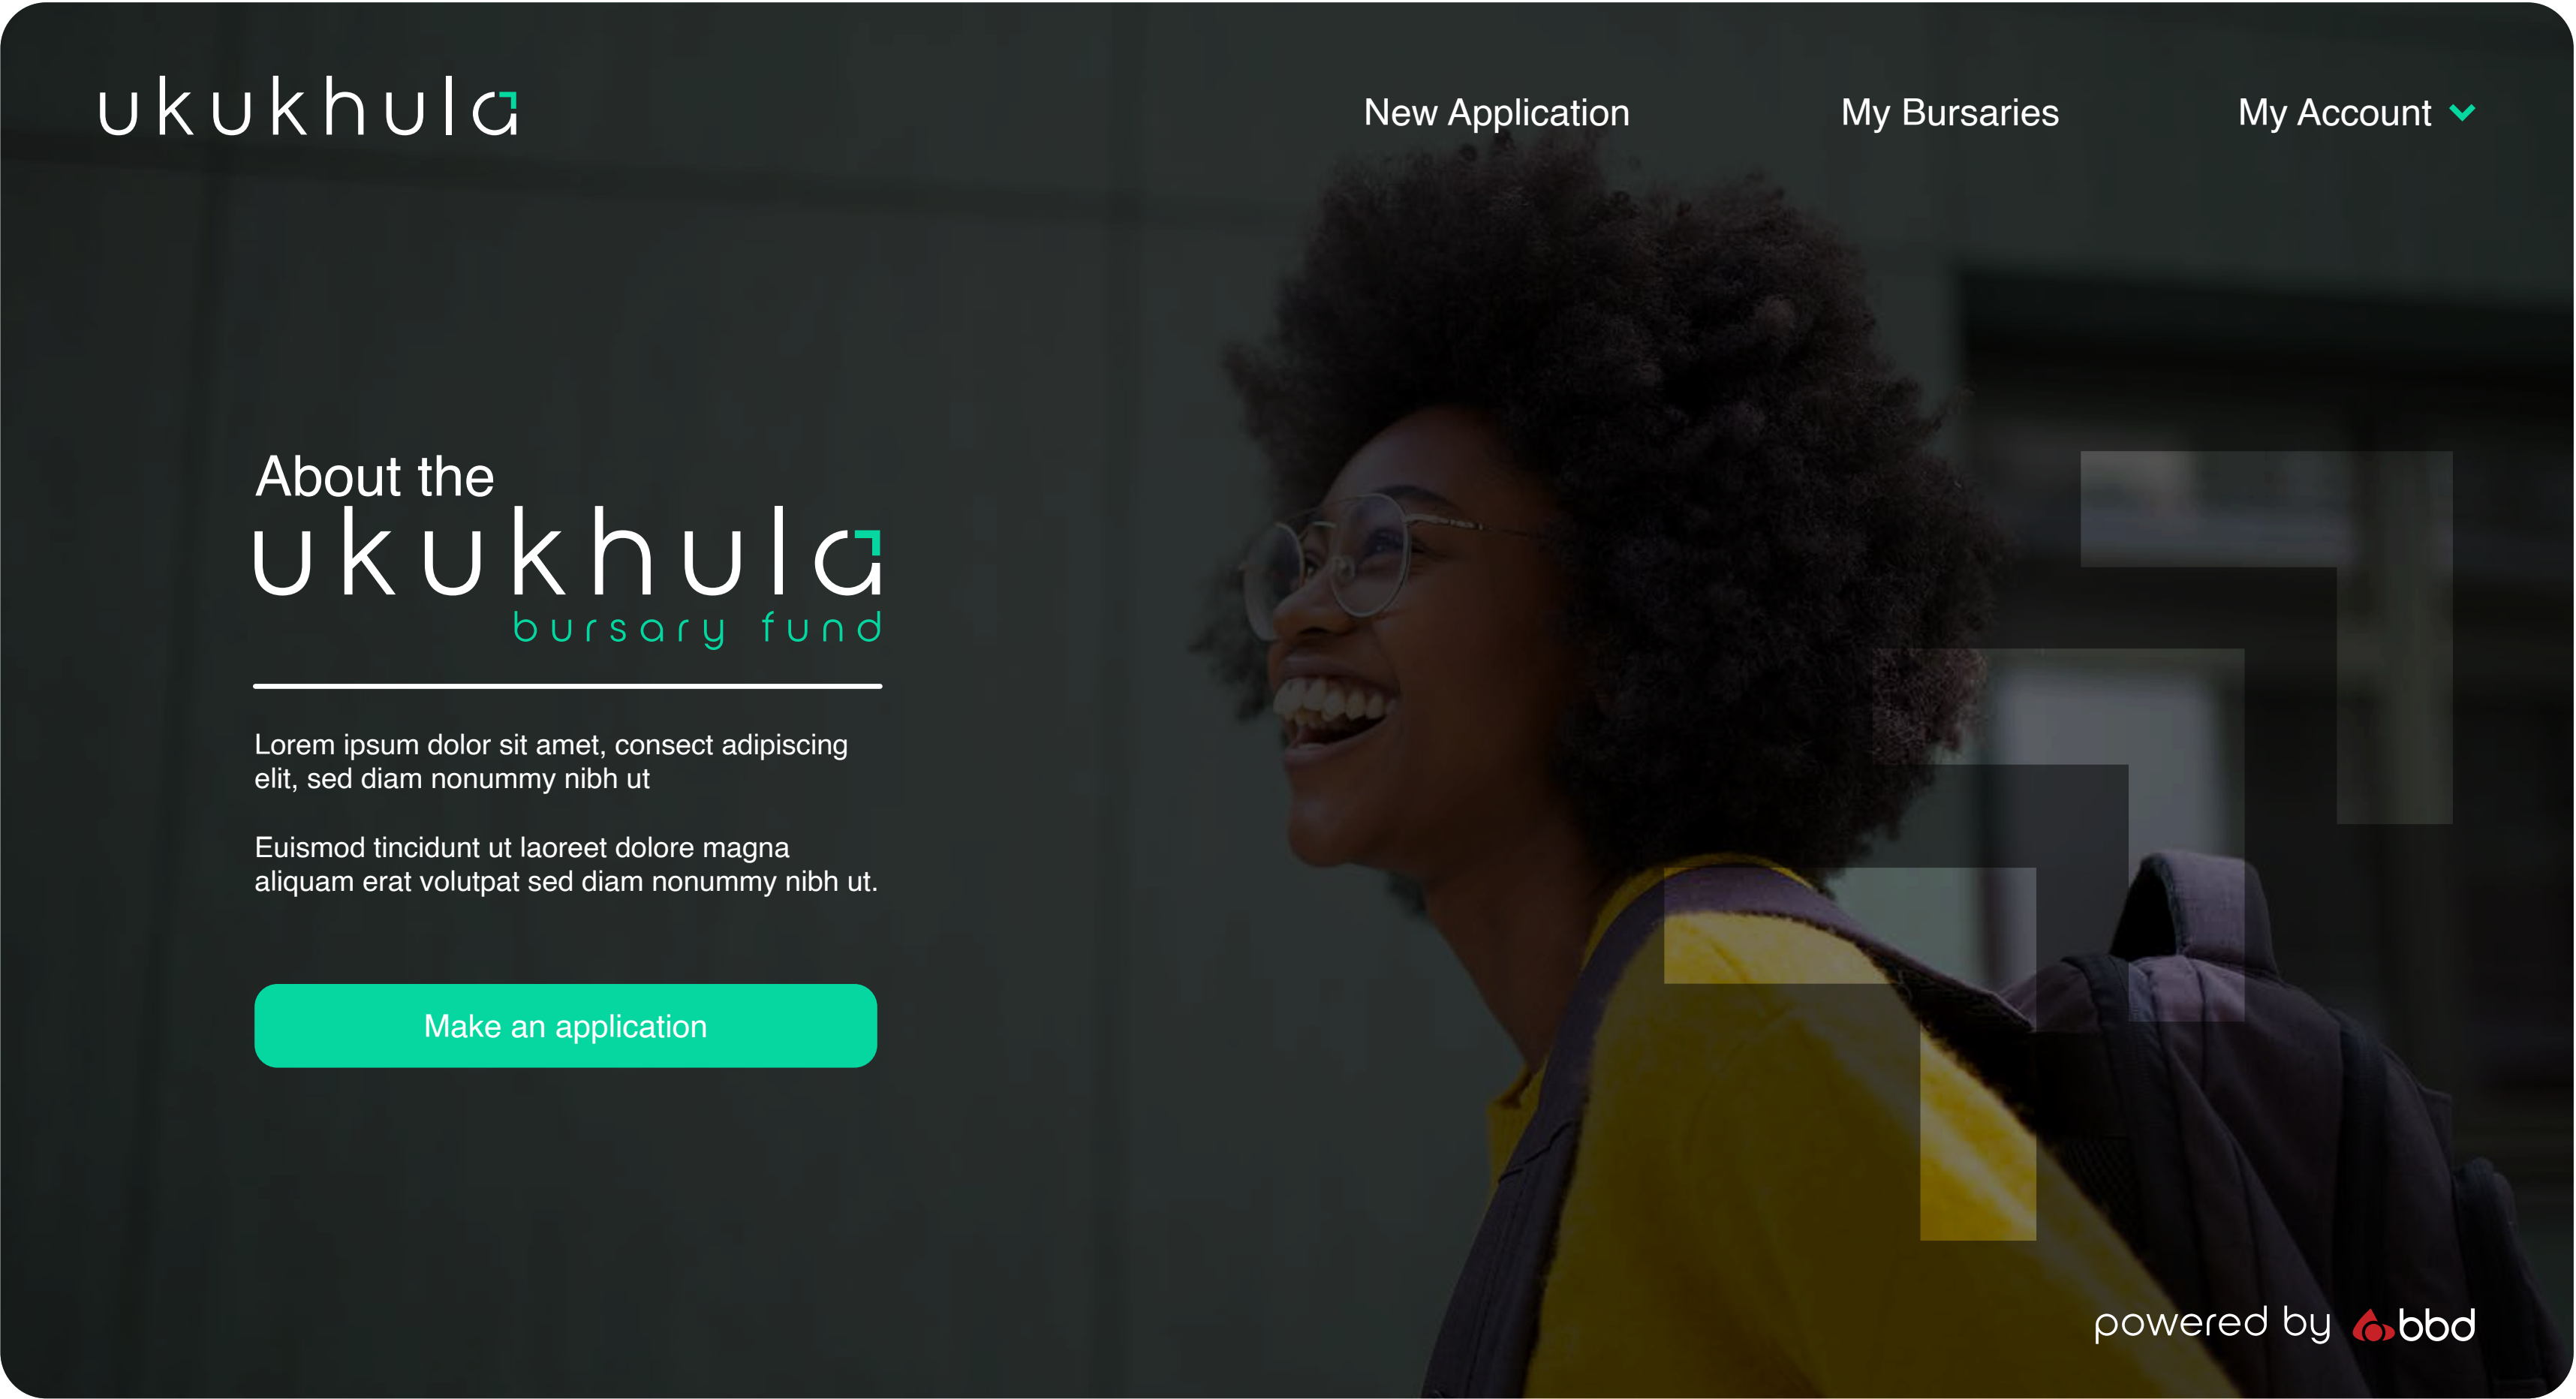 ukukhula
New Application
My Bursaries
My Account
About the
ukukhula
bursary fund
Lorem ipsum dolor sit amet, consect adipiscing
elit, sed diam nonummy nibh ut
Euismod tincidunt ut laoreet dolore magna
aliquam erat volutpat sed diam nonummy nibh ut.
Make an application
powered by bbd